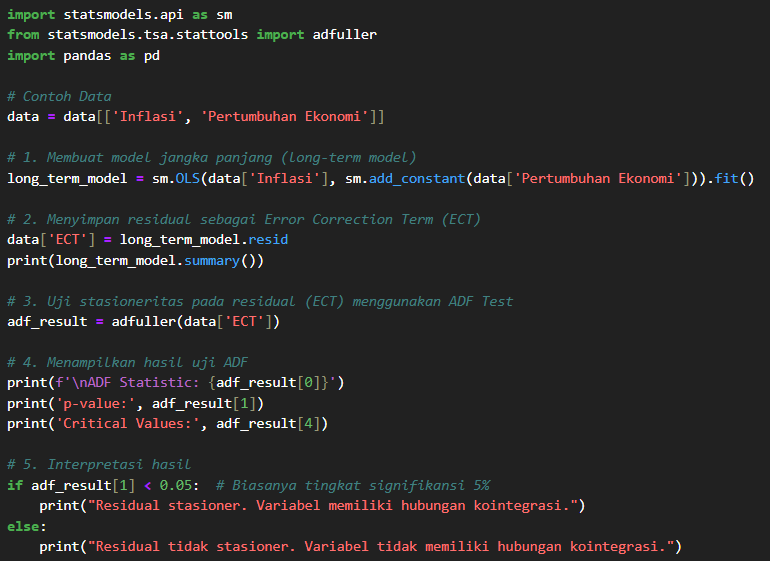 import statsmodels.api as sm
from statsmodels.tsa.stattools import adfuller
import pandas as pd
# Contoh Data
data = data[['Inflasi', 'Pertumbuhan Ekonomi']]
# 1. Membuat model jangka panjang (long-term model)
long_term_model = sm.OLS(data['Inflasi'], sm.add_constant(data['Pertumbuhan Ekonomi'])).fit()
# 2. Menyimpan residual sebagai Error Correction Term (ECT)
data['ECT'] = long_term_model.resid
print(long_term_model.summary())
# 3. Uji stasioneritas pada residual (ECT) menggunakan ADF Test
adf_result = adfuller(data['ECT'])
# 4. Menampilkan hasil uji ADF
print(f'\nADF Statistic: {adf_result[0]}')
print('p-value:', adf_result[1])
print('Critical Values:', adf_result[4])
# 5. Interpretasi hasil
if adf_result[1] < 0.05:  # Biasanya tingkat signifikansi 5%
    print("Residual stasioner. Variabel memiliki hubungan kointegrasi.")
else:
    print("Residual tidak stasioner. Variabel tidak memiliki hubungan kointegrasi.")